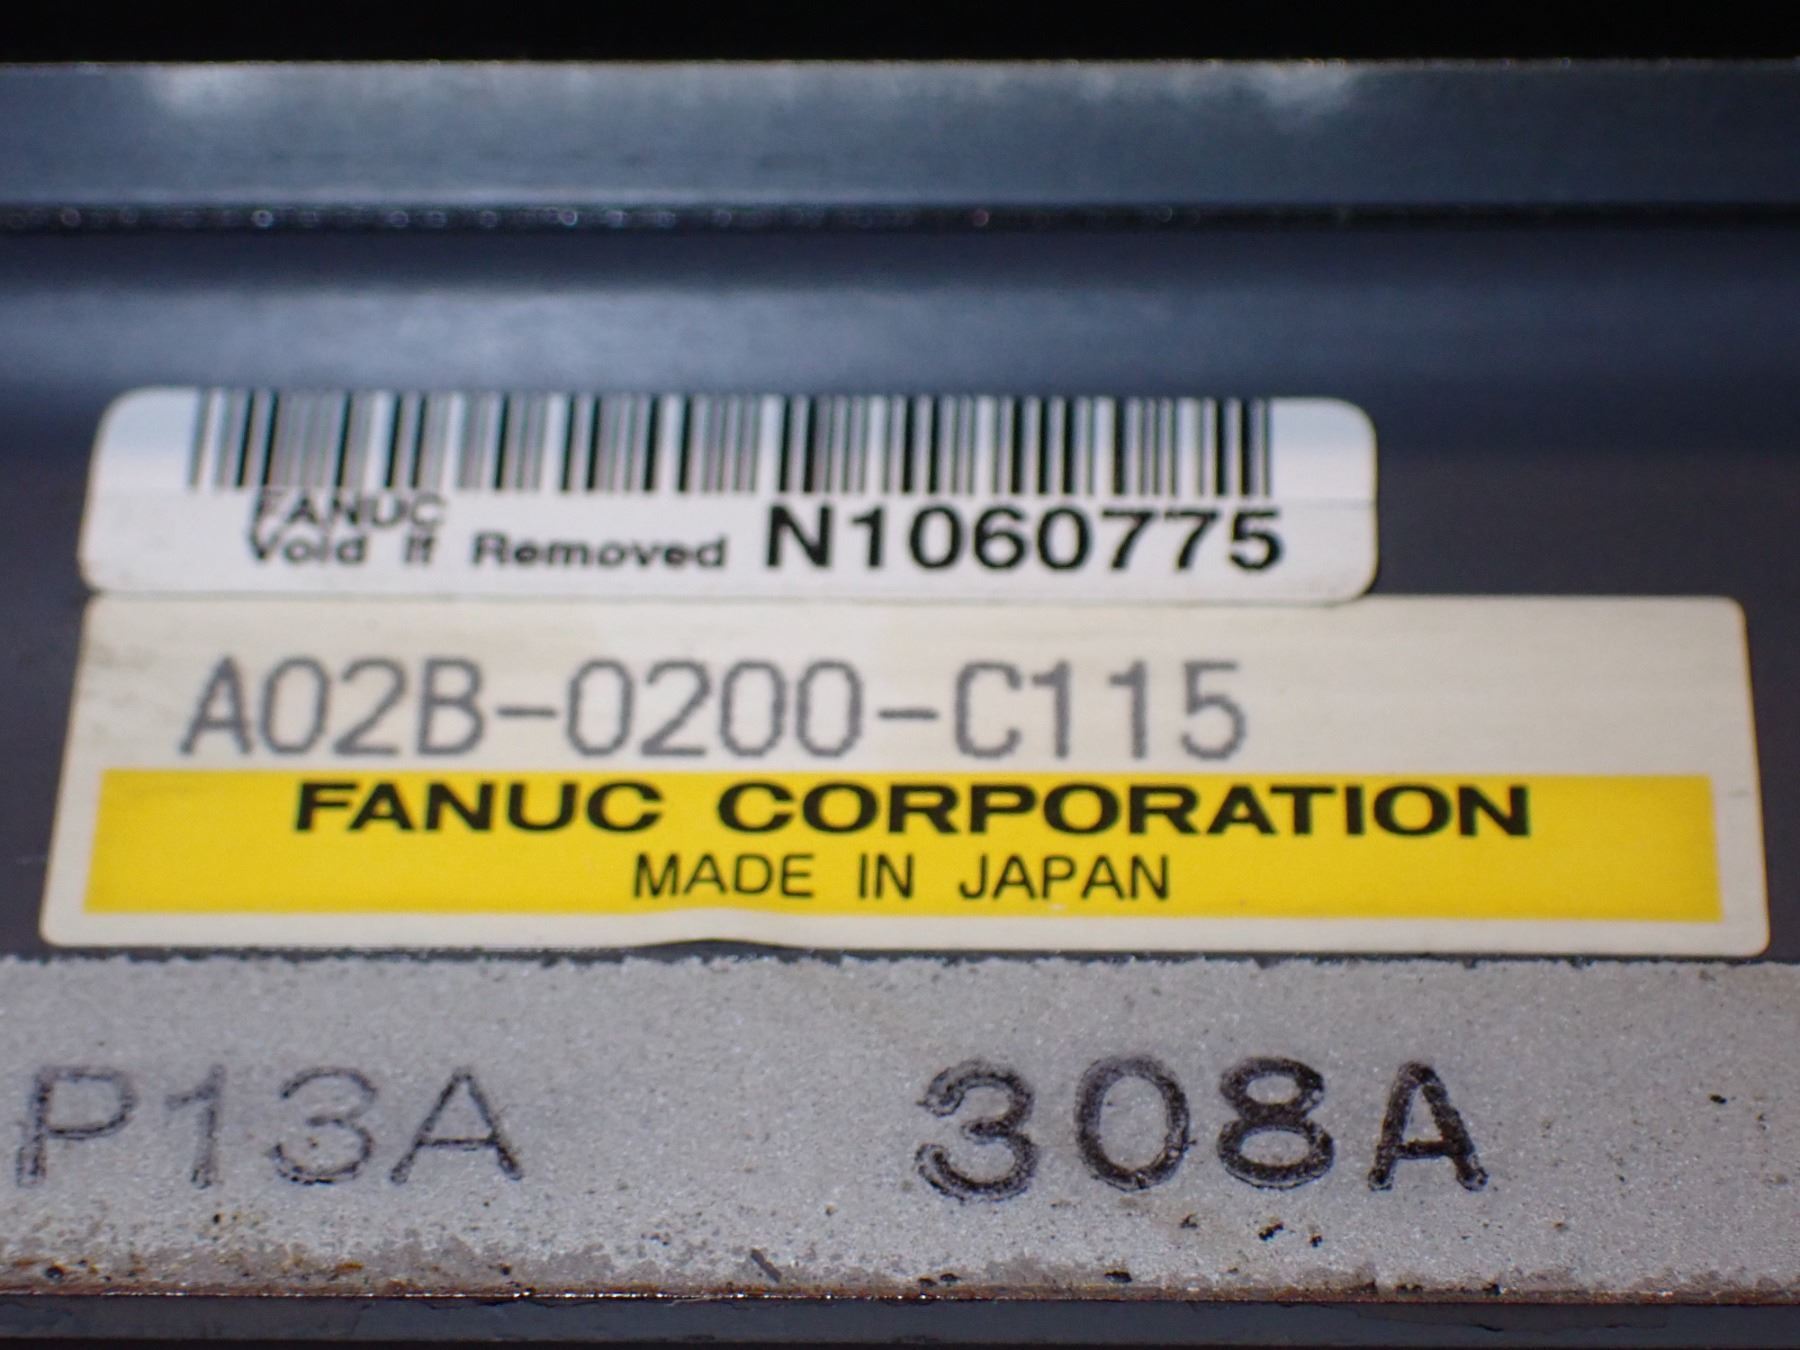 FANUC
Void If Removed N1060775
A02B-0200-C115
FANUC CORPORATION
MADE IN JAPAN
P13A 308A